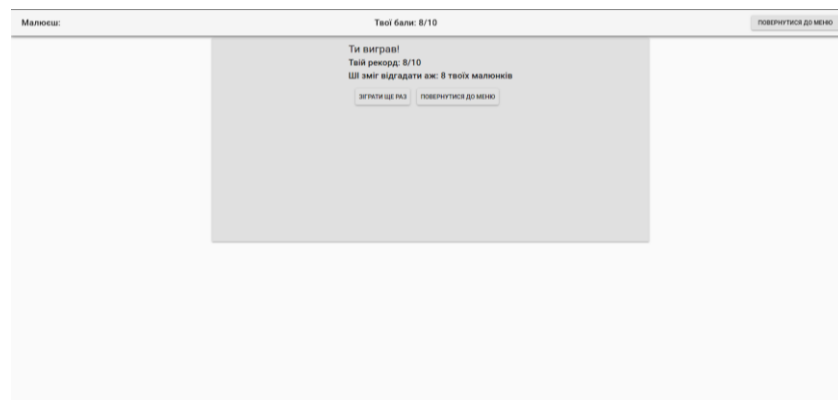 Малюєш:
Твої бали: 8/10
ПОВЕРНУТИСЯ ДО МЕНЮ
Ти виграв!
Твій рекорд: 8/10
ШІ зміг відгадати аж: 8 твоїх малюнків
ЗІГРАТИ ЩЕ РАЗ
ПОВЕРНУТИСЯ ДО МЕНЮ